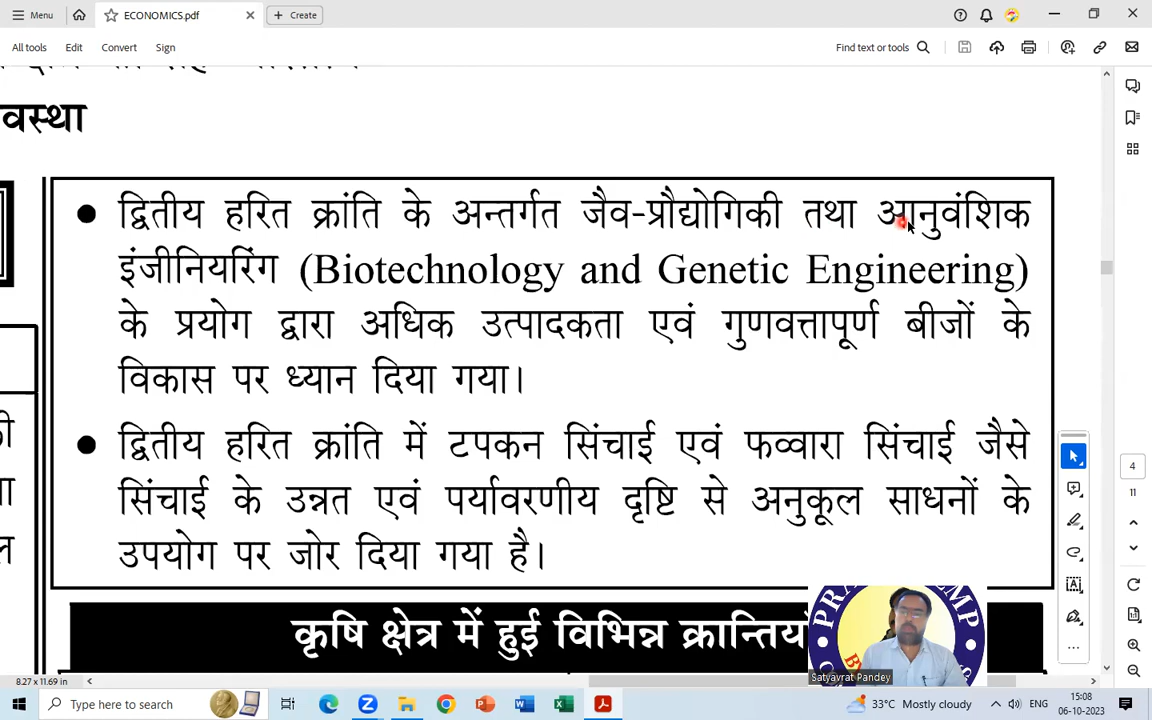 Menu
ECONOMICS.pdf
Create
All tools Edit Convert Sign
Find text or tools
वस्था
द्वितीय हरित क्रांति के अन्तर्गत जैव-प्रौद्योगिकी तथा आनुवंशिक
इंजीनियरिंग (Biotechnology and Genetic Engineering)
के प्रयोग द्वारा अधिक उत्पादकता एवं गुणवत्तापूर्ण बीजों के
विकास पर ध्यान दिया गया।
द्वितीय हरित क्रांति में टपकन सिंचाई एवं फव्वारा सिंचाई जैसे
सिंचाई के उन्नत एवं पर्यावरणीय दृष्टि से अनुकूल साधनों के
उपयोग पर जोर दिया गया है।
कृषि क्षेत्र में हुई विभिन्न
Satyavrat Pandey
4
11
8.27 x 11.69 in
Type here to search
33°C Mostly cloudy
ENG
15:08
06-10-2023